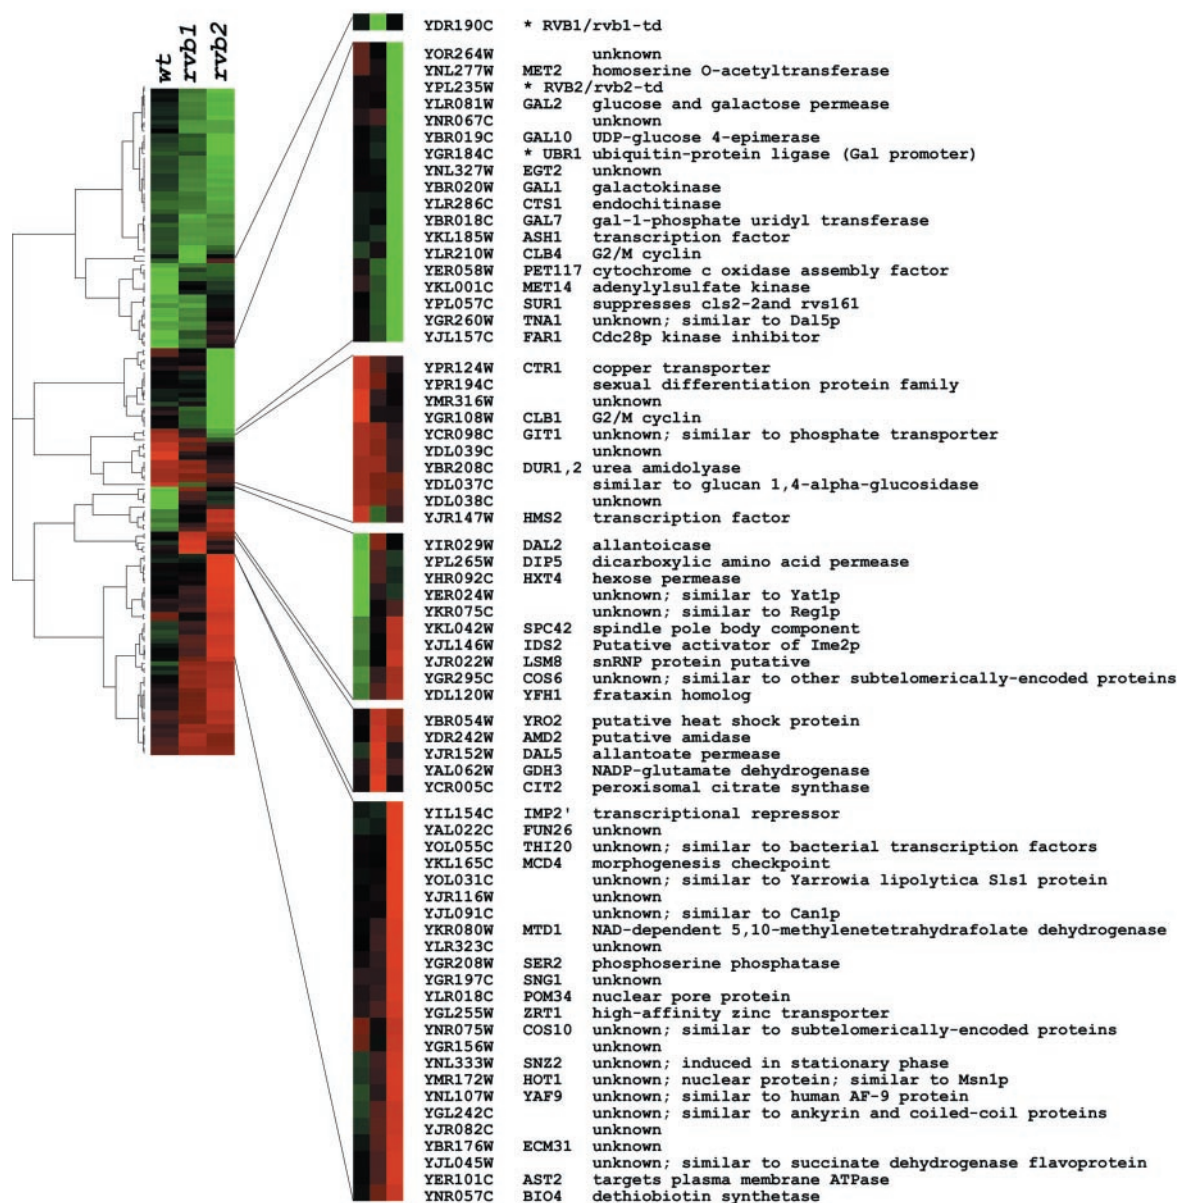 wt rvb1 rvb2
YDR190C * RVB1/rvb1-td
YOR264W unknown
YNL277W MET2 homoserine O-acetyltransferase
YPL235W * RVB2/rvb2-td
YLR081W GAL2 glucose and galactose permease
YNR067C unknown
YBR019C GAL10 UDP-glucose 4-epimerase
YGR184C * UBR1 ubiquitin-protein ligase (Gal promoter)
YNL327W EGT2 unknown
YBR020W GAL1 galactokinase
YLR286C CTS1 endochitinase
YBR018C GAL7 gal-1-phosphate uridyl transferase
YKL185W ASH1 transcription factor
YLR210W CLB4 G2/M cyclin
YER058W PET117 cytochrome c oxidase assembly factor
YKL001C MET14 adenylylsulfate kinase
YPL057C SUR1 suppresses cls2-2and rvs161
YGR260W TNA1 unknown; similar to Dal5p
YJL157C FAR1 Cdc28p kinase inhibitor
YPR124W CTR1 copper transporter
YPR194C sexual differentiation protein family
YMR316W unknown
YGR108W CLB1 G2/M cyclin
YCR098C GIT1 unknown; similar to phosphate transporter
YDL039C unknown
YBR208C DUR1,2 urea amidolyase
YDL037C similar to glucan 1,4-alpha-glucosidase
YDL038C unknown
YJR147W HMS2 transcription factor
YIR029W DAL2 allantoicase
YPL265W DIP5 dicarboxylic amino acid permease
YHR092C HXT4 hexose permease
YER024W unknown; similar to Yat1p
YKR075C unknown; similar to Reg1p
YKL042W SPC42 spindle pole body component
YJL146W IDS2 Putative activator of Ime2p
YJR022W LSM8 snRNP protein putative
YGR295C COS6 unknown; similar to other subtelomerically-encoded proteins
YDL120W YFH1 frataxin homolog
YBR054W YRO2 putative heat shock protein
YDR242W AMD2 putative amidase
YJR152W DAL5 allantoate permease
YAL062W GDH3 NADP-glutamate dehydrogenase
YCR005C CIT2 peroxisomal citrate synthase
YIL154C IMP2' transcriptional repressor
YAL022C FUN26 unknown
YOL055C THI20 unknown; similar to bacterial transcription factors
YKL165C MCD4 morphogenesis checkpoint
YOL031C unknown; similar to Yarrowia lipolytica Sls1 protein
YJR116W unknown
YJL091C unknown; similar to Can1p
YKR080W MTD1 NAD-dependent 5,10-methylenetetrahydrafolate dehydrogenase
YLR323C unknown
YGR208W SER2 phosphoserine phosphatase
YGR197C SNG1 unknown
YLR018C POM34 nuclear pore protein
YGL255W ZRT1 high-affinity zinc transporter
YNR075W COS10 unknown; similar to subtelomerically-encoded proteins
YGR156W unknown
YNL333W SNZ2 unknown; induced in stationary phase
YMR172W HOT1 unknown; nuclear protein; similar to Msn1p
YNL107W YAF9 unknown; similar to human AF-9 protein
YGL242C unknown; similar to ankyrin and coiled-coil proteins
YJR082C unknown
YBR176W ECM31 unknown
YJL045W unknown; similar to succinate dehydrogenase flavoprotein
YER101C AST2 targets plasma membrane ATPase
YNR057C BIO4 dethiobiotin synthetase